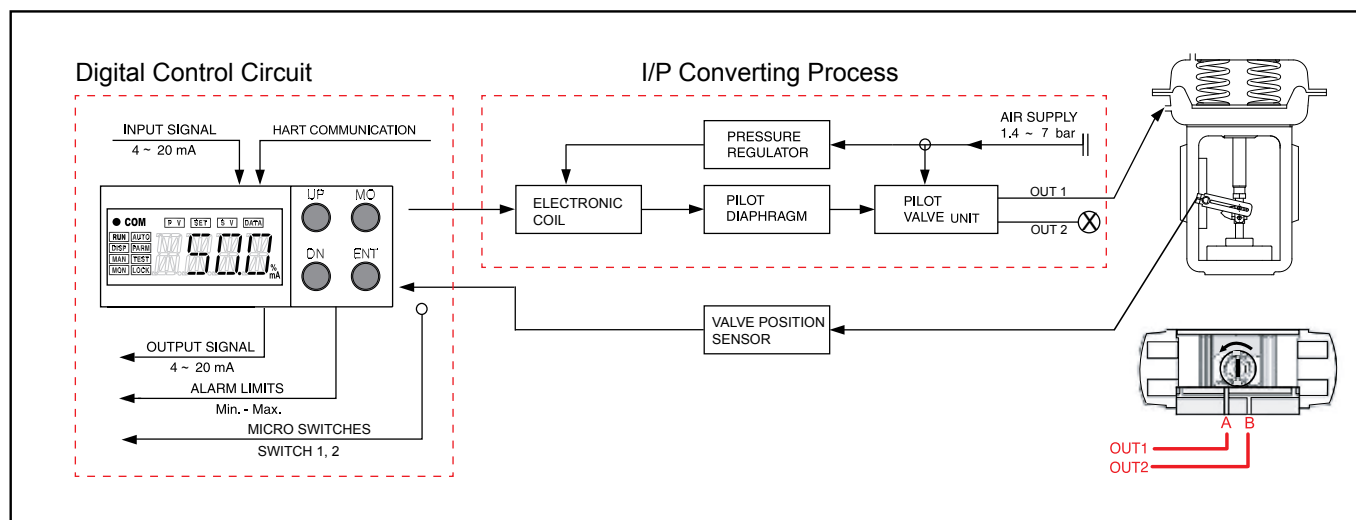 Digital Control Circuit
I/P Converting Process
INPUT SIGNAL
4 ~ 20 mA
HART COMMUNICATION
UP
MO
DN
ENT
COM
P V
SET
S V
DATA
RUN
AUTO
DISP
PARM
MAN
TEST
MON
LOCK
50.0
%
mA
OUTPUT SIGNAL
4 ~ 20 mA
ALARM LIMITS
Min. - Max.
MICRO SWITCHES
SWITCH 1, 2
PRESSURE
REGULATOR
AIR SUPPLY
1.4 ~ 7 bar
ELECTRONIC
COIL
PILOT
DIAPHRAGM
PILOT
VALVE UNIT
OUT 1
OUT 2
VALVE POSITION
SENSOR
A B
OUT1
OUT2